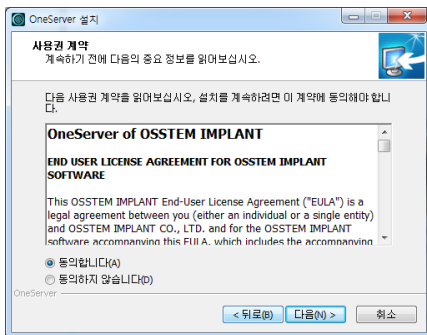 OneServer 설치
사용권 계약
계속하기 전에 다음의 중요 정보를 읽어보십시오.
다음 사용권 계약을 읽어보십시오, 설치를 계속하려면 이 계약에 동의해야 합니
다.
OneServer of OSSTEM IMPLANT
END USER LICENSE AGREEMENT FOR OSSTEM IMPLANT
SOFTWARE
This OSSTEM IMPLANT End-User License Agreement ("EULA") is a
legal agreement between you (either an individual or a single entity)
and OSSTEM IMPLANT CO., LTD. and for the OSSTEM IMPLANT
software accompanying this EULA, which includes the accompanying
동의합니다(A)
동의하지 않습니다(D)
OneServer
< 뒤로(B)
다음(N) >
취소